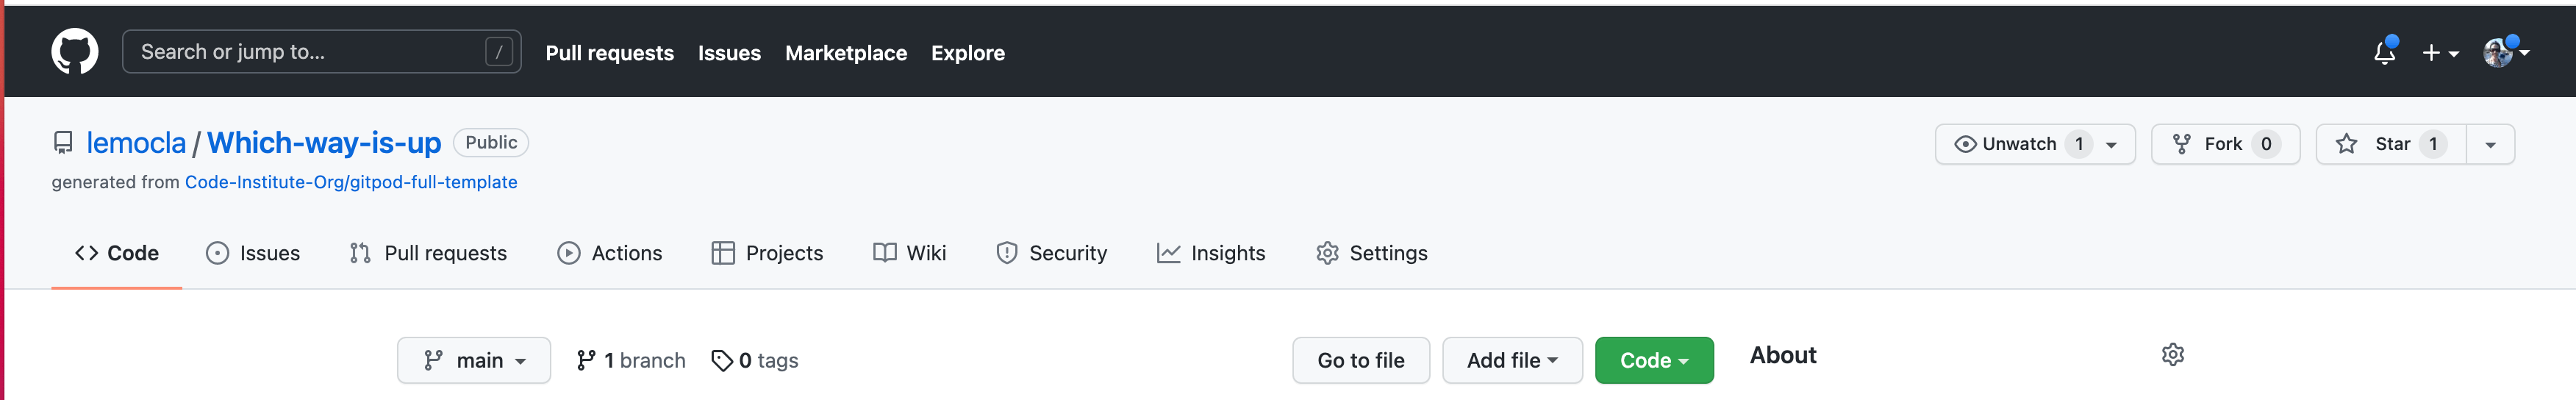 Search or jump to... / Pull requests Issues Marketplace Explore
lemocla / Which-way-is-up Public Unwatch 1 Fork 0 Star 1
generated from Code-Institute-Org/gitpod-full-template
Code Issues Pull requests Actions Projects Wiki Security Insights Settings
main 1 branch 0 tags Go to file Add file Code About